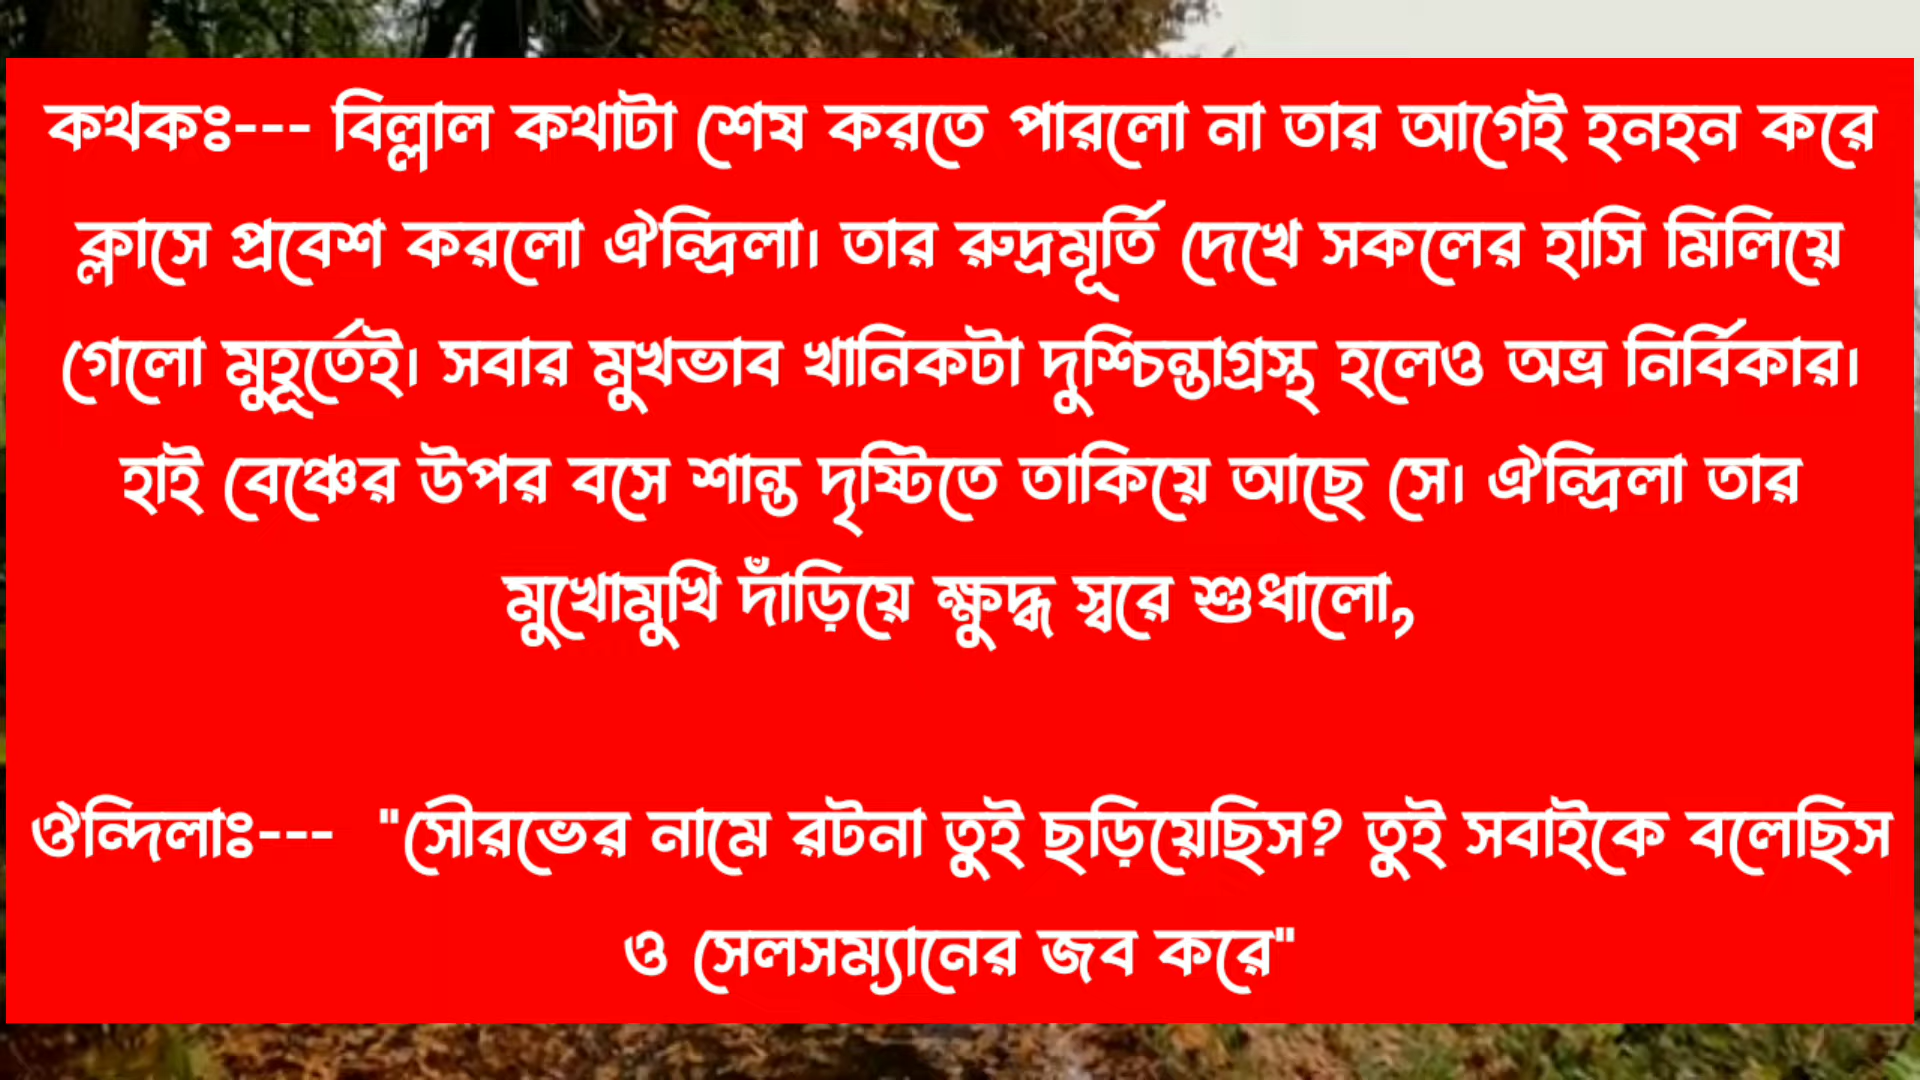 কথকঃ--- বিল্লাল কথাটা শেষ করতে পারলো না তার আগেই হনহন করে
ক্লাসে প্রবেশ করলো ঐন্দ্রিলা। তার রুদ্রমূর্তি দেখে সকলের হাসি মিলিয়ে
গেলো মুহূর্তেই। সবার মুখভাব খানিকটা দুশ্চিন্তাগ্রস্থ হলেও অভ্র নির্বিকার।
হাই বেঞ্চের উপর বসে শান্ত দৃষ্টিতে তাকিয়ে আছে সে। ঐন্দ্রিলা তার
মুখোমুখি দাঁড়িয়ে ক্ষুদ্ধ স্বরে শুধালো,
ঔন্দিলাঃ--- "সৌরভের নামে রটনা তুই ছড়িয়েছিস? তুই সবাইকে বলেছিস
ও সেলসম্যানের জব করে"